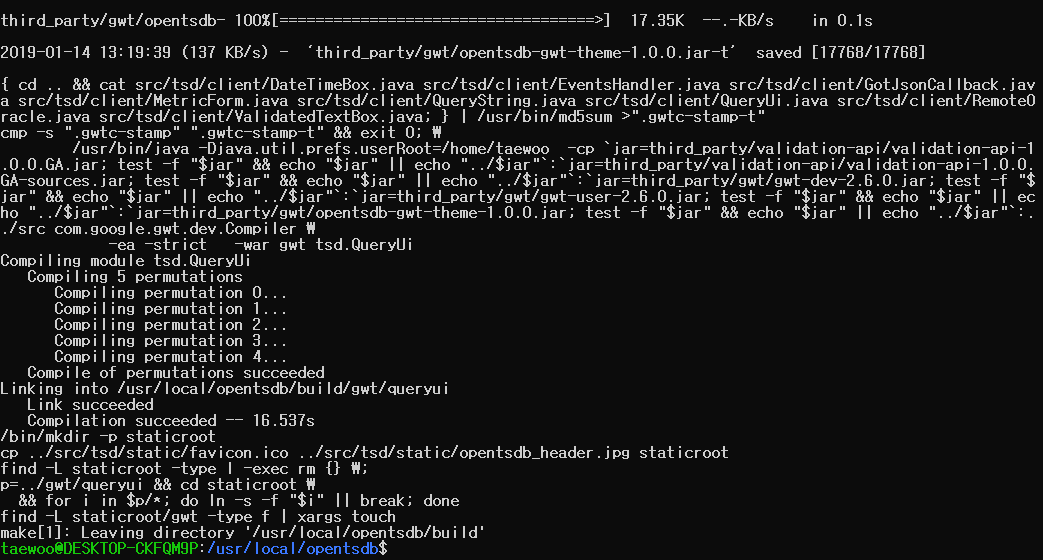 third_party/gwt/opentsdb- 100%[===================================>]  17.35K  --.-KB/s    in 0.1s
2019-01-14 13:19:39 (137 KB/s) - ‘third_party/gwt/opentsdb-gwt-theme-1.0.0.jar-t’ saved [17768/17768]
{ cd .. && cat src/tsd/client/DateTimeBox.java src/tsd/client/EventsHandler.java src/tsd/client/GotJsonCallback.jav
a src/tsd/client/MetricForm.java src/tsd/client/QueryString.java src/tsd/client/QueryUi.java src/tsd/client/RemoteO
racle.java src/tsd/client/ValidatedTextBox.java; } | /usr/bin/md5sum >".gwtc-stamp-t"
cmp -s ".gwtc-stamp" ".gwtc-stamp-t" && exit 0; ₩
        /usr/bin/java -Djava.util.prefs.userRoot=/home/taewoo  -cp `jar=third_party/validation-api/validation-api-1
.0.0.GA.jar; test -f "$jar" && echo "$jar" || echo "../$jar"`:`jar=third_party/validation-api/validation-api-1.0.0.
GA-sources.jar; test -f "$jar" && echo "$jar" || echo "../$jar"`:`jar=third_party/gwt/gwt-dev-2.6.0.jar; test -f "$
jar" && echo "$jar" || echo "../$jar"`:`jar=third_party/gwt/gwt-user-2.6.0.jar; test -f "$jar" && echo "$jar" || ec
ho "../$jar"`:`jar=third_party/gwt/opentsdb-gwt-theme-1.0.0.jar; test -f "$jar" && echo "$jar" || echo "../$jar"`:.
./src com.google.gwt.dev.Compiler ₩
            -ea -strict   -war gwt tsd.QueryUi
Compiling module tsd.QueryUi
   Compiling 5 permutations
      Compiling permutation 0...
      Compiling permutation 1...
      Compiling permutation 2...
      Compiling permutation 3...
      Compiling permutation 4...
   Compile of permutations succeeded
Linking into /usr/local/opentsdb/build/gwt/queryui
   Link succeeded
   Compilation succeeded -- 16.537s
/bin/mkdir -p staticroot
cp ../src/tsd/static/favicon.ico ../src/tsd/static/opentsdb_header.jpg staticroot
find -L staticroot -type l -exec rm {} ₩;
p=../gwt/queryui && cd staticroot ₩
  && for i in $p/*; do ln -s -f "$i" || break; done
find -L staticroot/gwt -type f | xargs touch
make[1]: Leaving directory '/usr/local/opentsdb/build'
taewoo@DESKTOP-CKFQM9P:/usr/local/opentsdb$